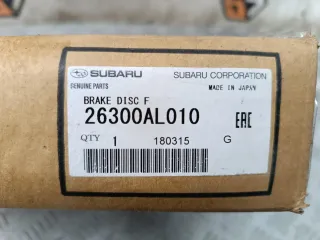 SUBARU SUBARU CORPORATION
GENUINE PARTS MADE IN JAPAN
BRAKE DISC F
26300AL010 EAC
QTY 1 180315 G